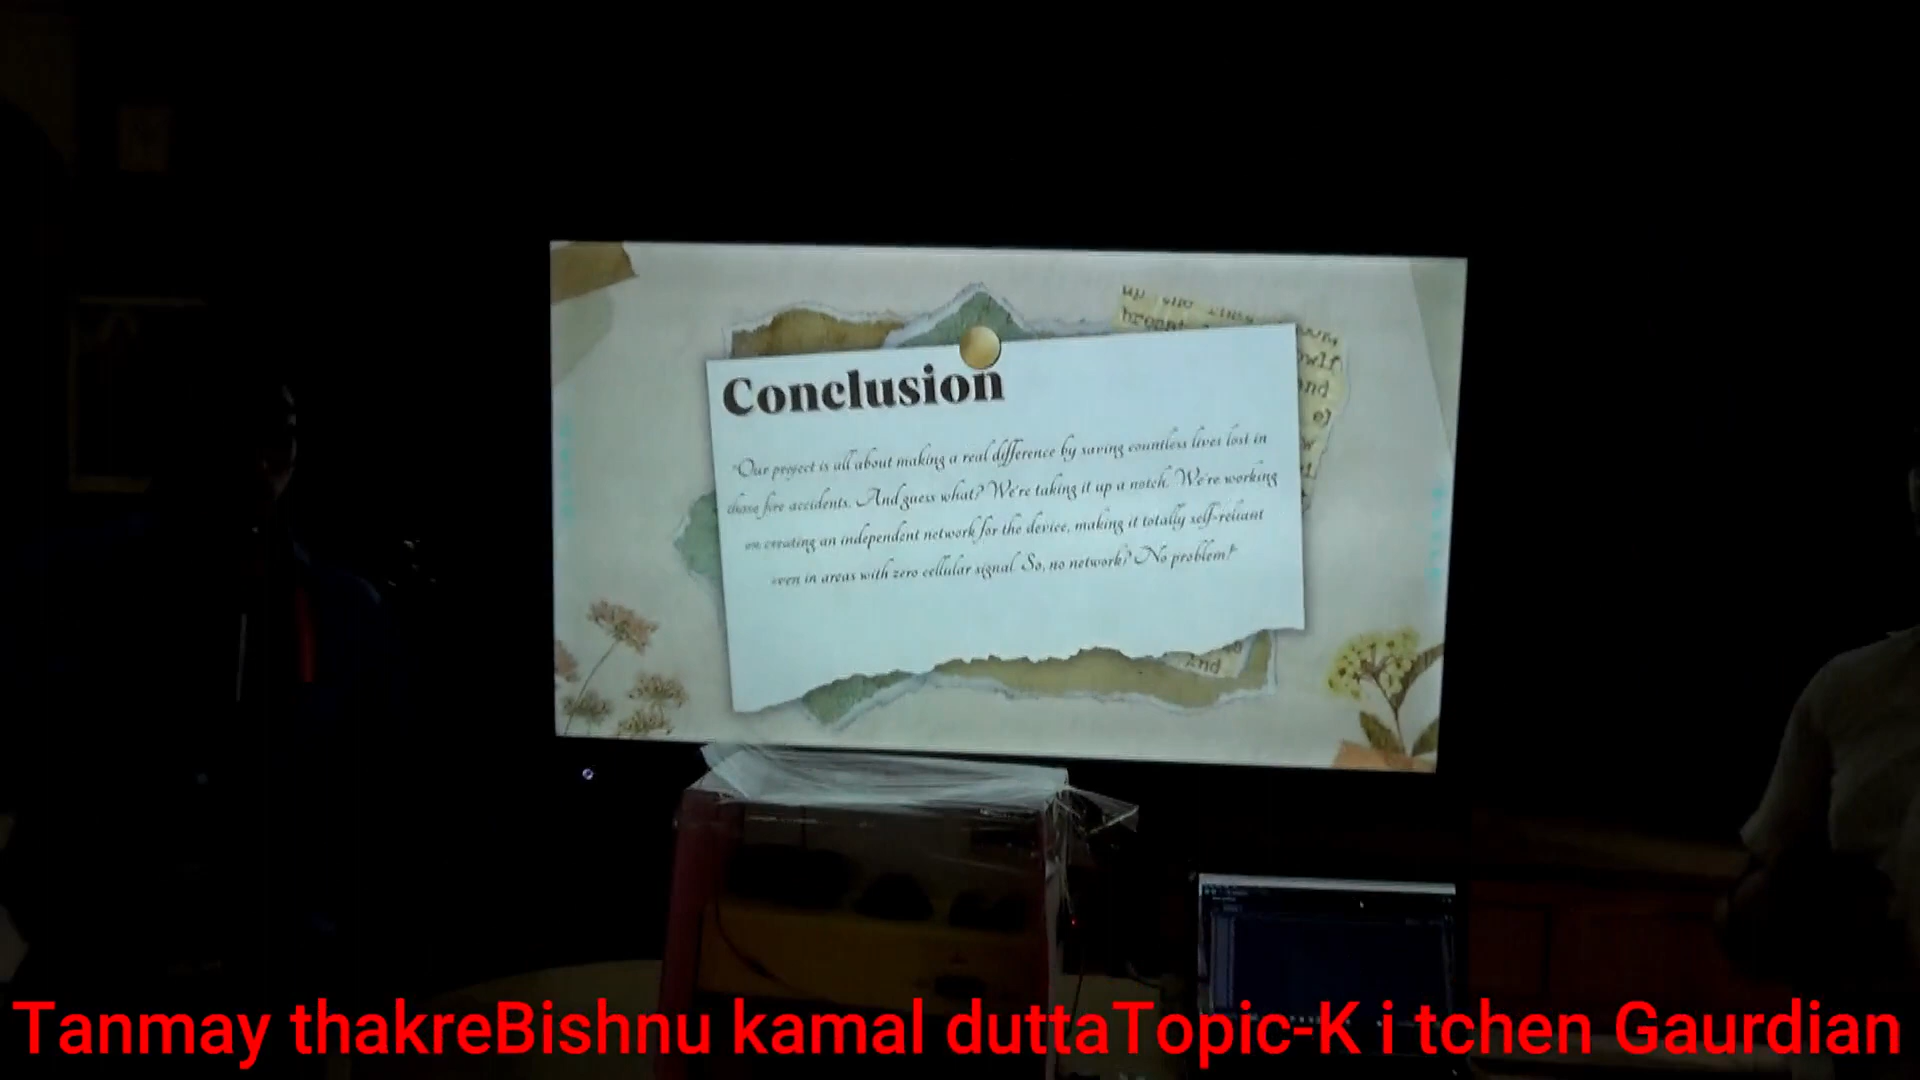 Conclusion
"Our project is all about making a real difference by saving countless lives lost in
those fire accidents. And guess what? We're taking it up a notch. We're working
on creating an independent network for the device, making it totally self-reliant
even in areas with zero cellular signal. So, no network? No problem!"
And
Tanmay thakreBishnu kamal duttaTopic-K i tchen Gaurdian